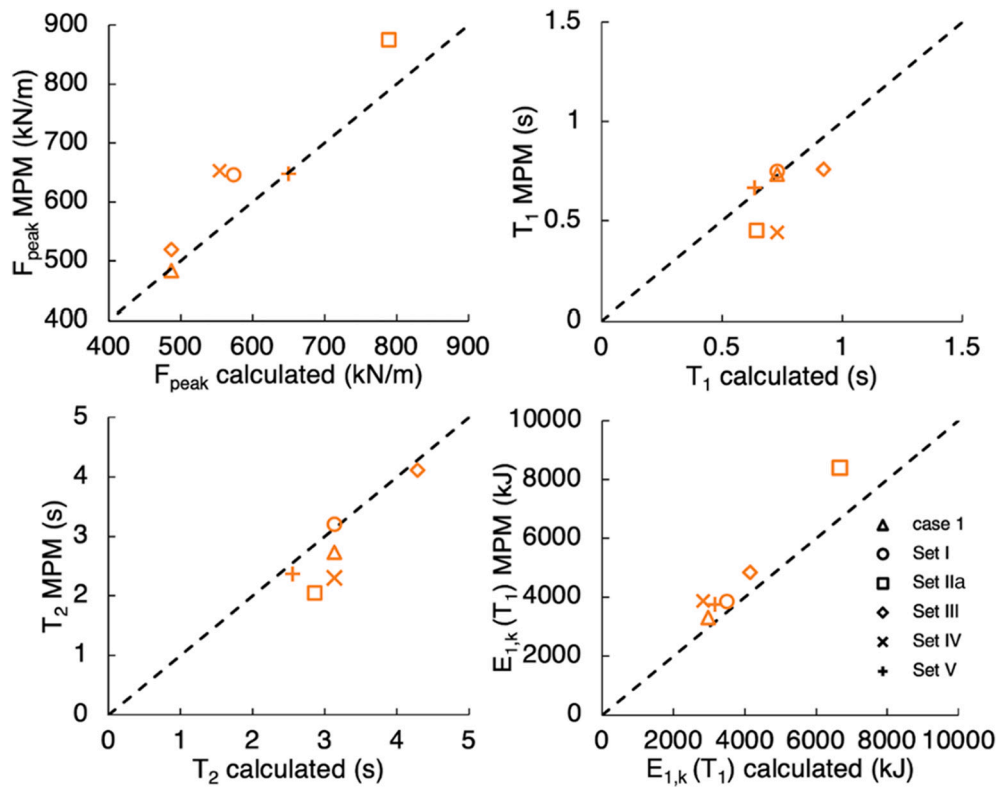 900
800
700
600
500
400
F_peak MPM (kN/m)
400 500 600 700 800 900
F_peak calculated (kN/m)
1.5
1
0.5
0
T_1 MPM (s)
0 0.5 1 1.5
T_1 calculated (s)
5
4
3
2
1
0
T_2 MPM (s)
0 1 2 3 4 5
T_2 calculated (s)
10000
8000
6000
4000
2000
0
E_1,k (T_1) MPM (kJ)
0 2000 4000 6000 8000 10000
E_1,k (T_1) calculated (kJ)
case 1
Set I
Set IIa
Set III
Set IV
Set V